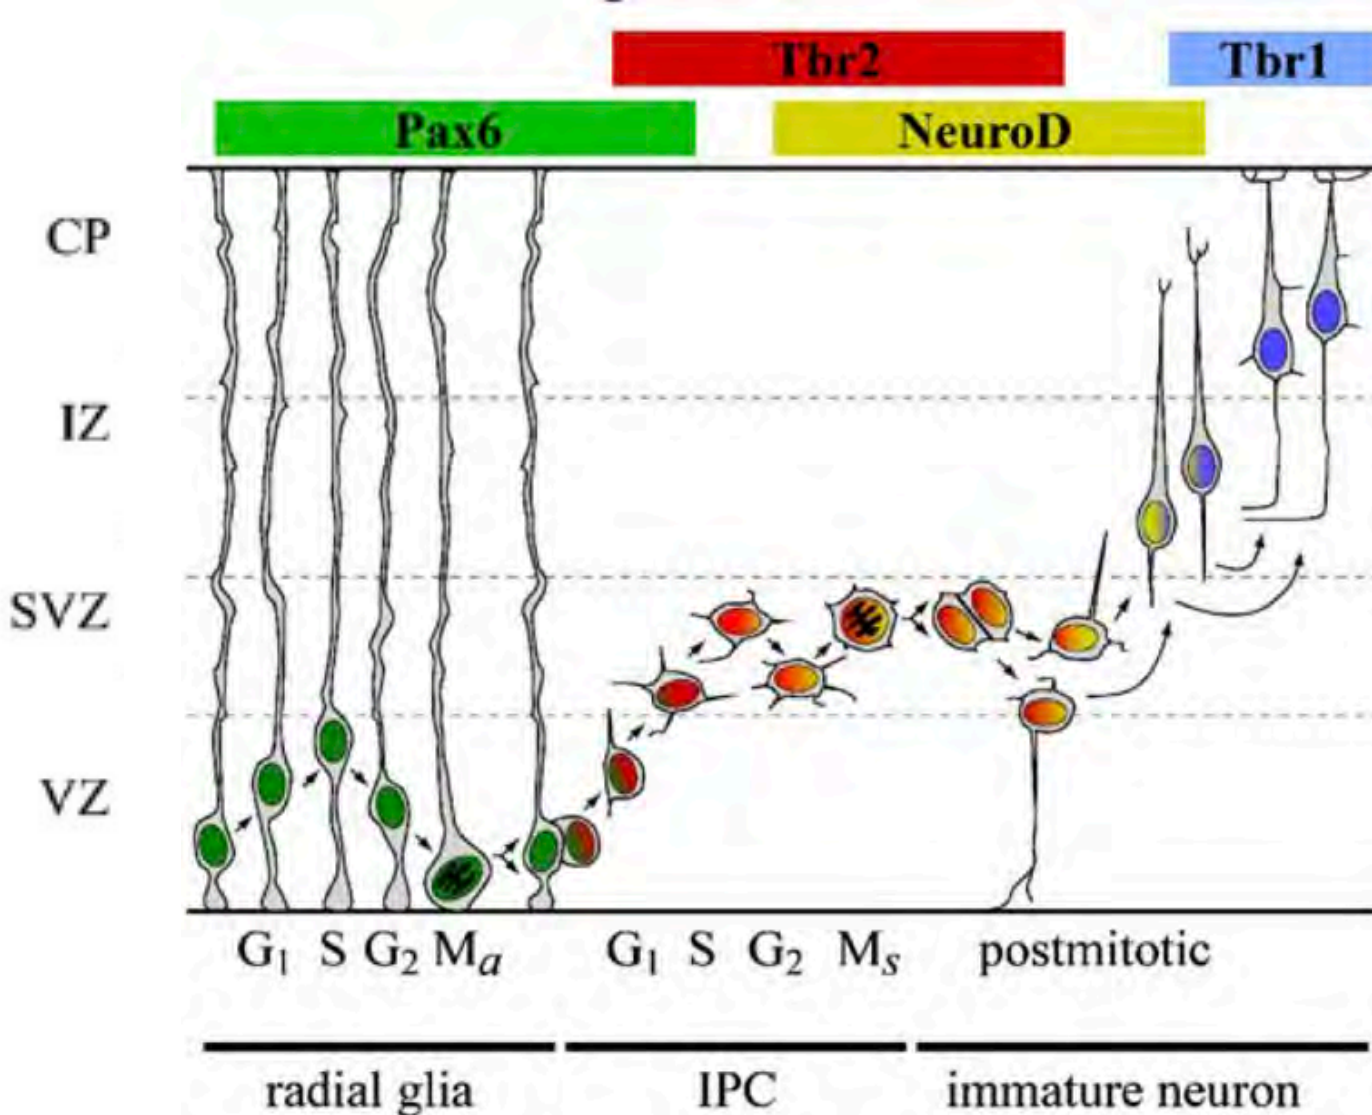 Tbr2 Tbr1
Pax6 NeuroD
CP
IZ
SVZ
VZ
G₁ S G₂ Mₐ G₁ S G₂ Mₛ postmitotic
radial glia IPC immature neuron